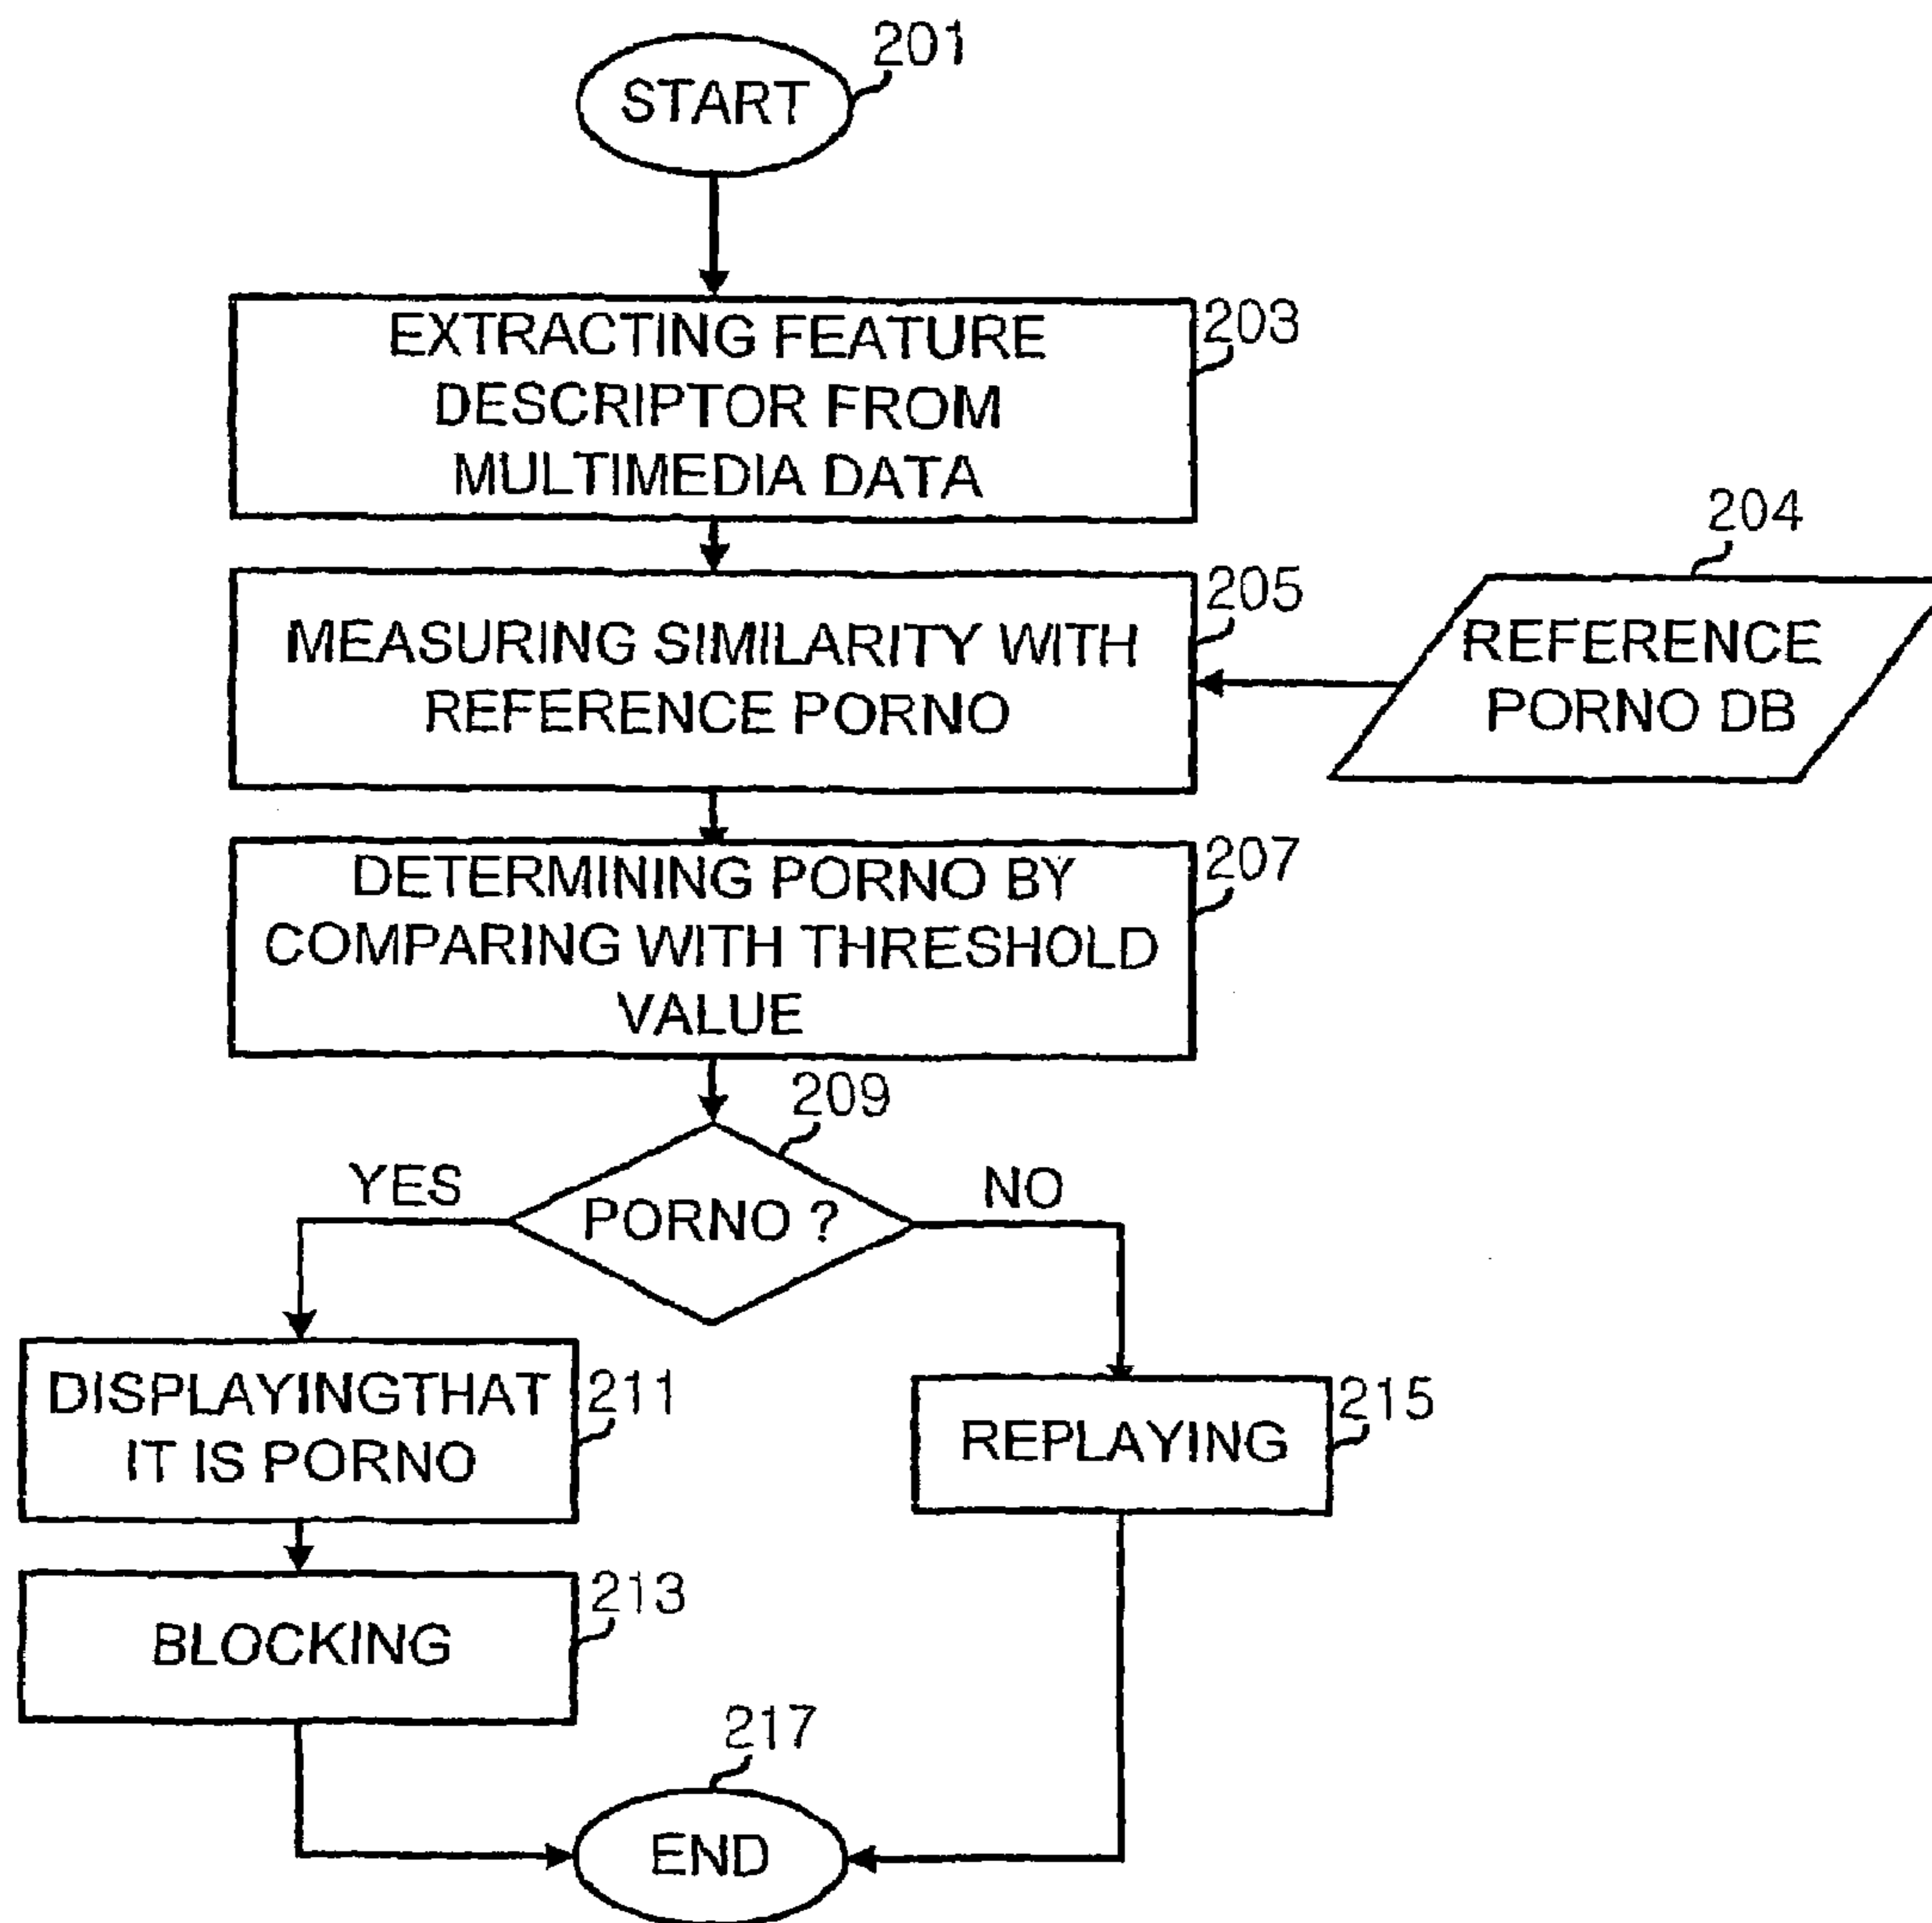 201
START
203
EXTRACTING FEATURE
DESCRIPTOR FROM
MULTIMEDIA DATA
204
205
MEASURING SIMILARITY WITH
REFERENCE PORNO
REFERENCE
PORNO DB
207
DETERMINING PORNO BY
COMPARING WITH THRESHOLD
VALUE
209
YES
PORNO ?
NO
DISPLAYINGTHAT
IT IS PORNO
211
REPLAYING
215
BLOCKING
213
217
END